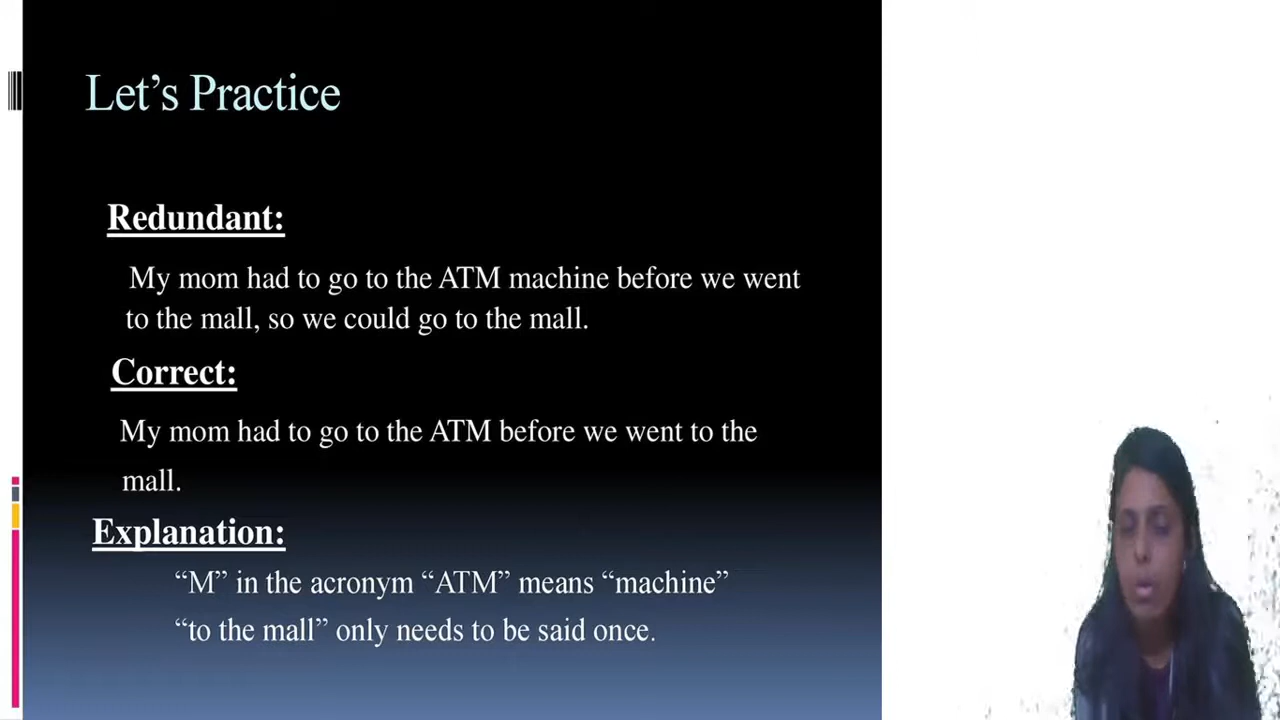 Let’s Practice
Redundant:
My mom had to go to the ATM machine before we went
to the mall, so we could go to the mall.
Correct:
My mom had to go to the ATM before we went to the
mall.
Explanation:
“M” in the acronym “ATM” means “machine”
“to the mall” only needs to be said once.